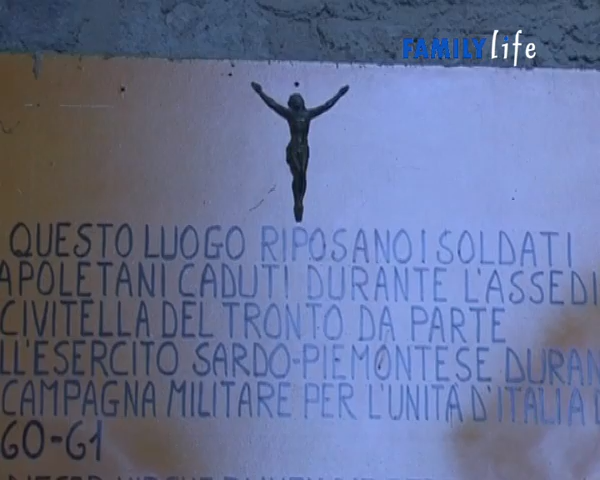 FAMILY life
QUESTO LUOGO RIPOSANO I SOLDATI
APOLETANI CADUTI DURANTE L'ASSEDI
CIVITELLA DEL TRONTO DA PARTE
LL'ESERCITO SARDO-PIEMONTESE DURAN
CAMPAGNA MILITARE PER L'UNITÀ D'ITALIA D
60-61